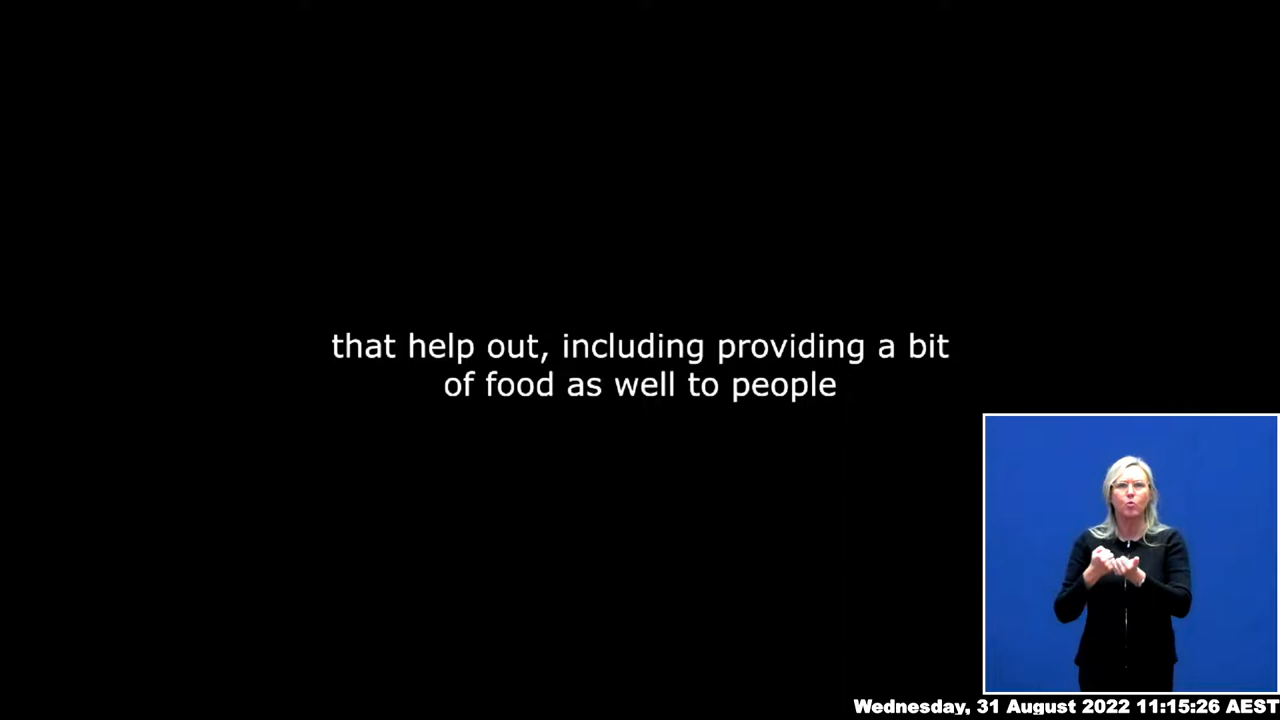 that help out, including providing a bit
of food as well to people
Wednesday, 31 August 2022 11:15:26 AEST